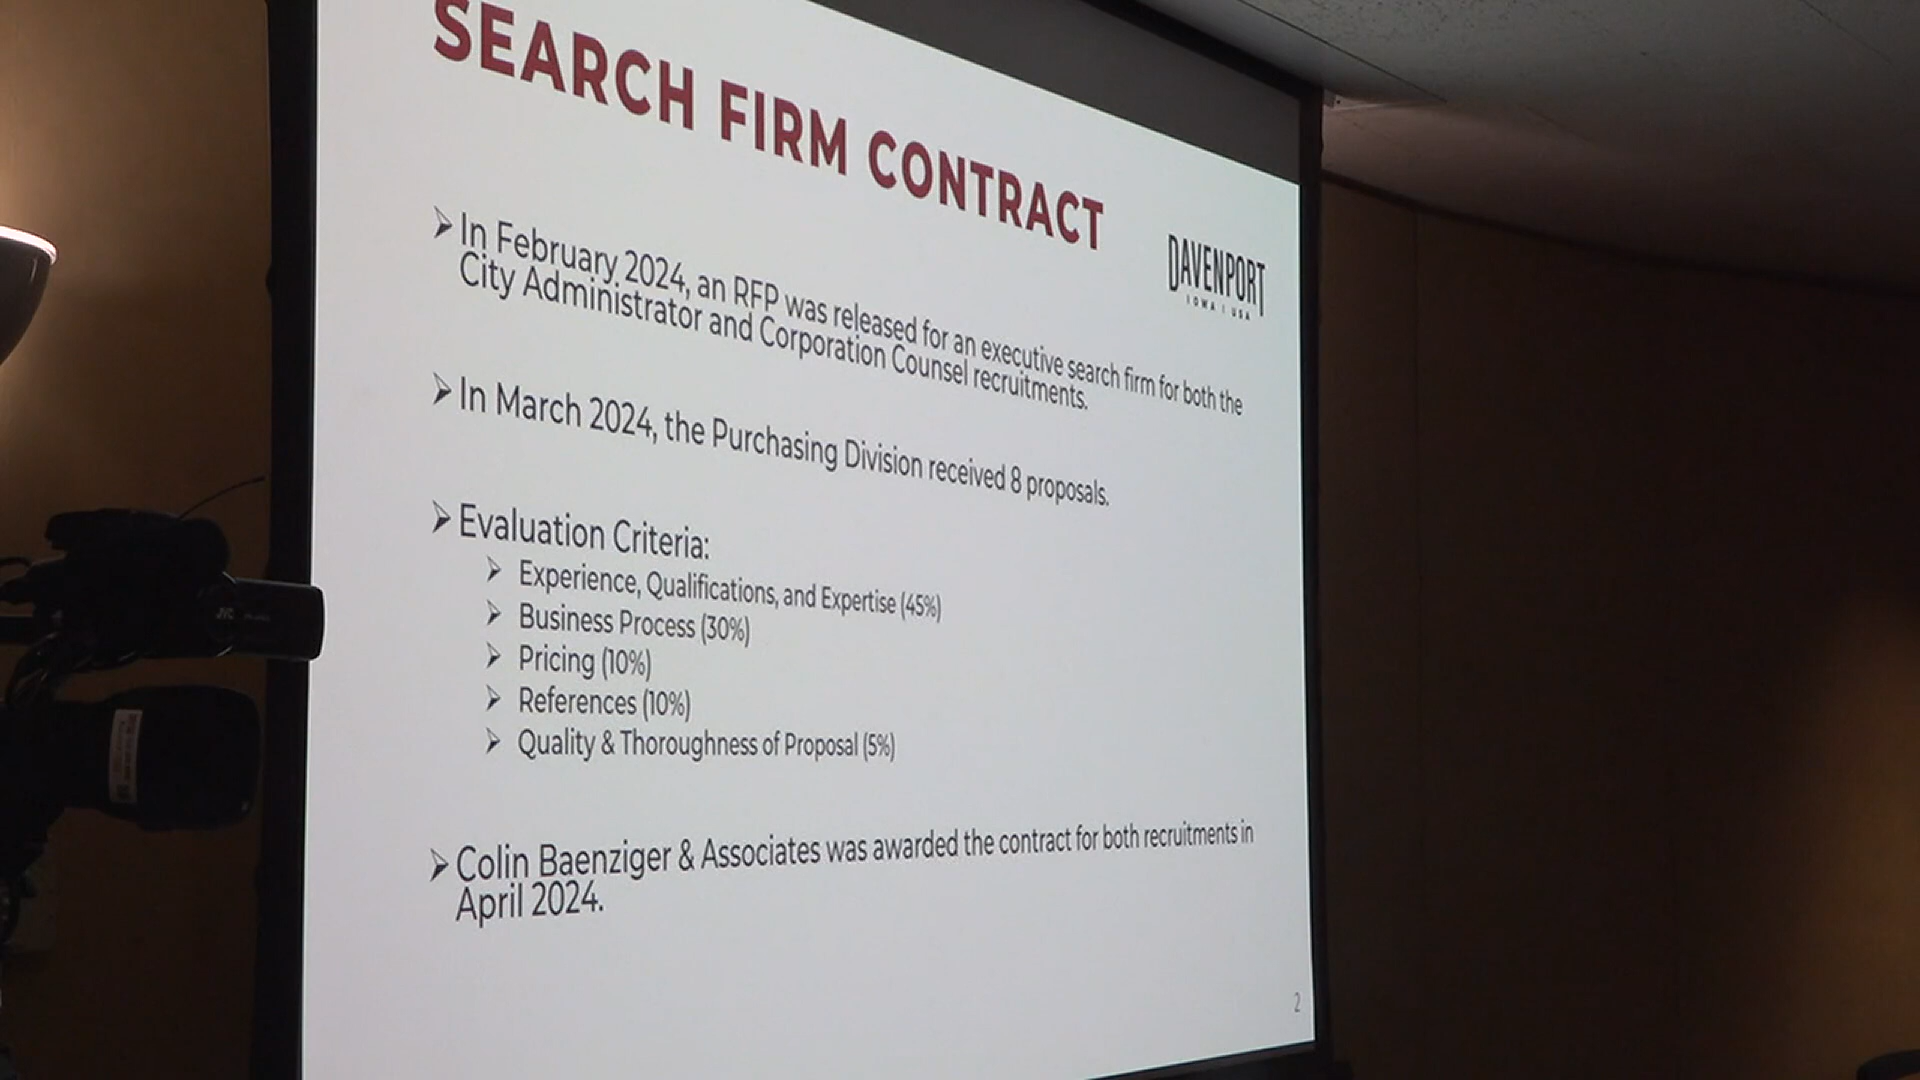 SEARCH FIRM CONTRACT
DAVENPORT
IOWA | USA
➢ In February 2024, an RFP was released for an executive search firm for both the
City Administrator and Corporation Counsel recruitments.
➢ In March 2024, the Purchasing Division received 8 proposals.
➢ Evaluation Criteria:
➢ Experience, Qualifications, and Expertise (45%)
➢ Business Process (30%)
➢ Pricing (10%)
➢ References (10%)
➢ Quality & Thoroughness of Proposal (5%)
➢ Colin Baenziger & Associates was awarded the contract for both recruitments in
April 2024.
2